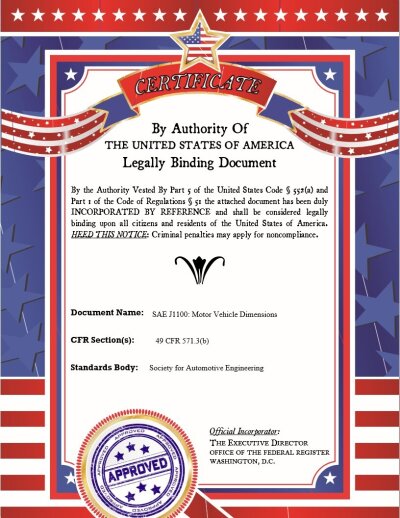 CERTIFICATE
By Authority Of
THE UNITED STATES OF AMERICA
Legally Binding Document
By the Authority Vested By Part 5 of the United States Code § 552(a) and
Part 1 of the Code of Regulations § 51 the attached document has been duly
INCORPORATED BY REFERENCE and shall be considered legally
binding upon all citizens and residents of the United States of America.
HEED THIS NOTICE: Criminal penalties may apply for noncompliance.
Document Name: SAE J1100: Motor Vehicle Dimensions
CFR Section(s): 49 CFR 571.3(b)
Standards Body: Society for Automotive Engineering
Official Incorporator:
THE EXECUTIVE DIRECTOR
OFFICE OF THE FEDERAL REGISTER
WASHINGTON, D.C.
APPROVED
APPROVED
APPROVED